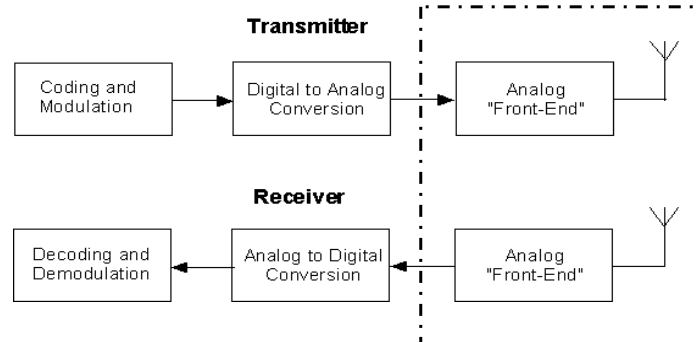 Transmitter
Coding and
Modulation
Digital to Analog
Conversion
Analog
"Front-End"
Receiver
Decoding and
Demodulation
Analog to Digital
Conversion
Analog
"Front-End"